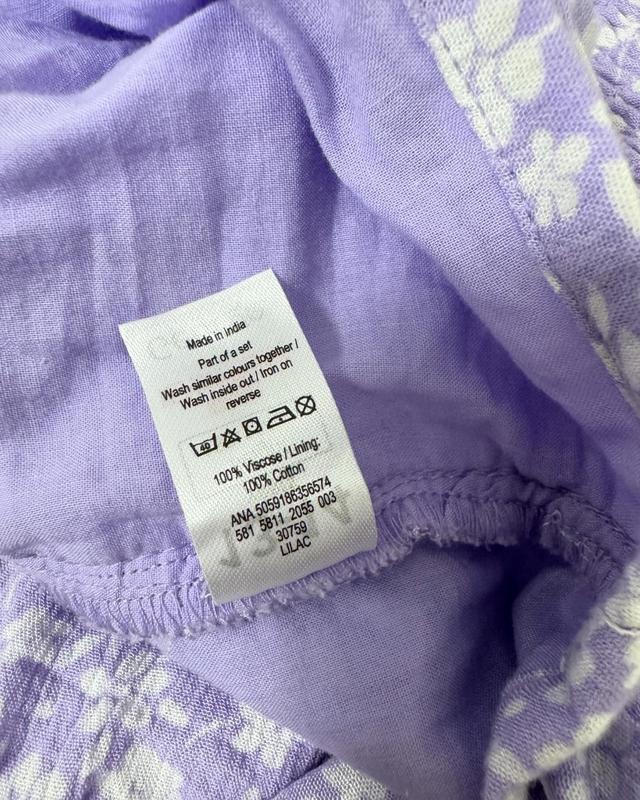 Made in India
Part of a set
Wash similar colours together /
Wash inside out / Iron on
reverse
40
100% Viscose / Lining:
100% Cotton
ANA 5059186356574
581 5811 2055 003
30759
LILAC